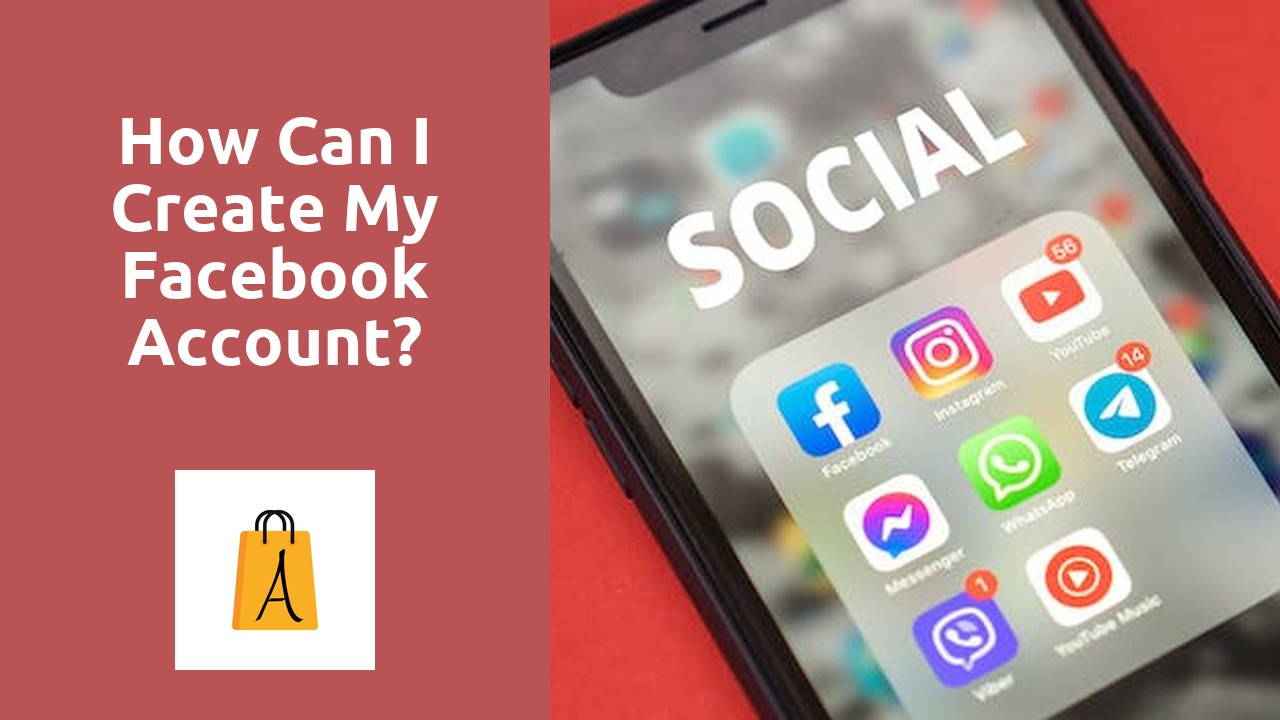 How Can I
Create My
Facebook
Account?
A
SOCIAL
56
Facebook
Instagram
YouTube
14
Messenger
WhatsApp
Telegram
1
Viber
YouTube Music